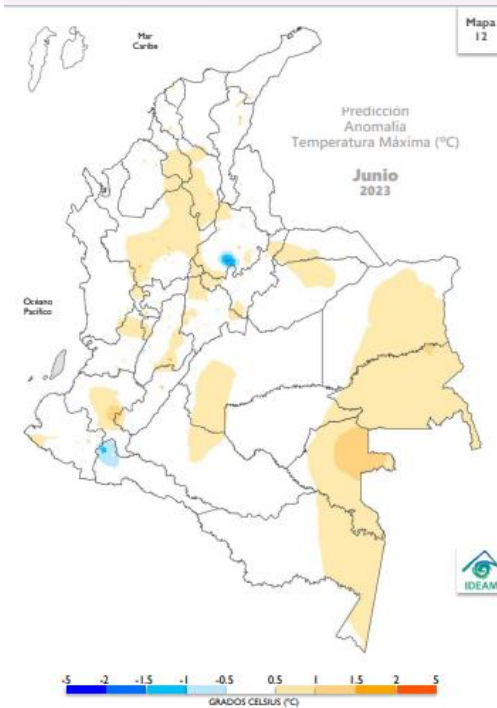 Mapa
12
Mar
Caribe
Predicción
Anomalía
Temperatura Máxima (ºC)
Junio
2023
Océano
Pacífico
IDEAM
-5 -2 -1.5 -1 -0.5 0.5 1 1.5 2 5
GRADOS CELSIUS (ºC)